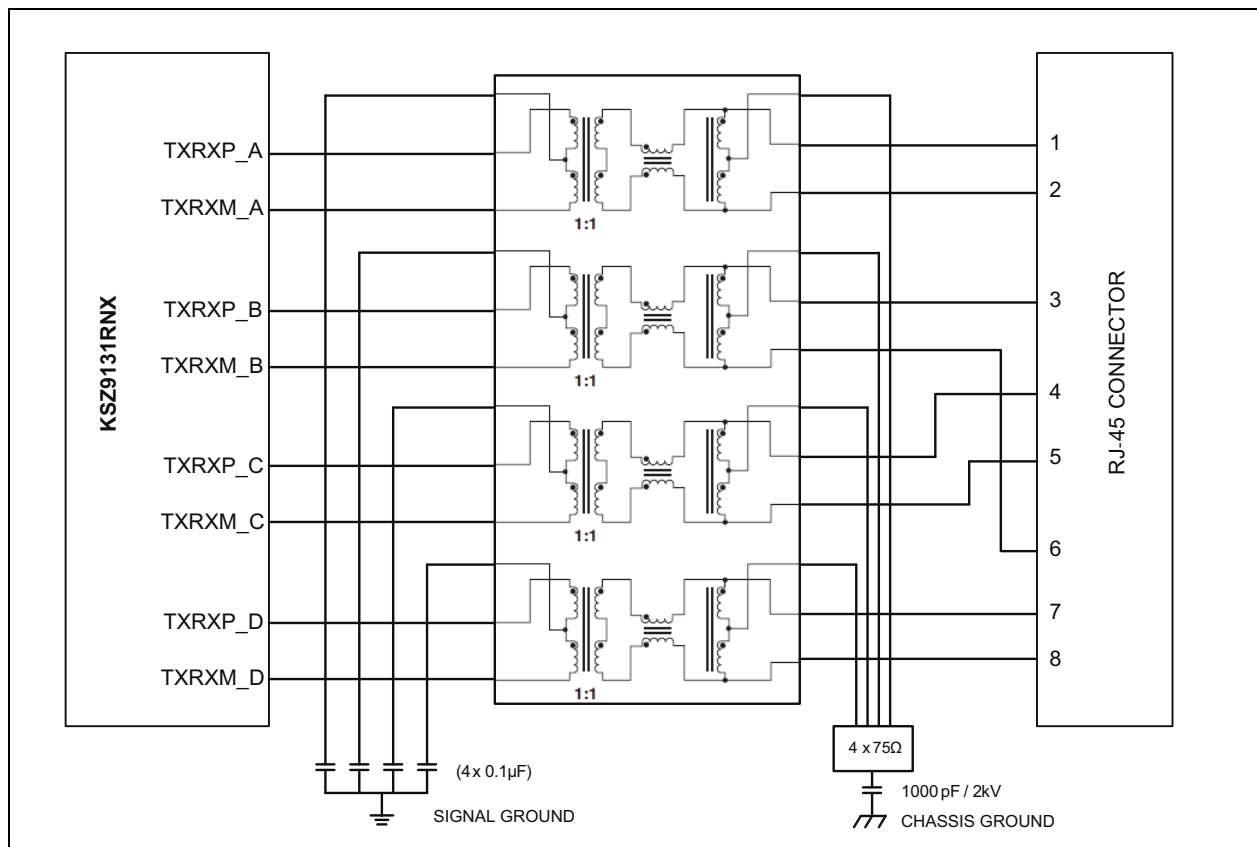 KSZ9131RNX
TXRXP_A
TXRXM_A
TXRXP_B
TXRXM_B
TXRXP_C
TXRXM_C
TXRXP_D
TXRXM_D
1:1
1:1
1:1
1:1
1
2
3
4
5
6
7
8
RJ-45 CONNECTOR
(4 x 0.1µF)
SIGNAL GROUND
4 x 75Ω
1000 pF / 2kV
CHASSIS GROUND